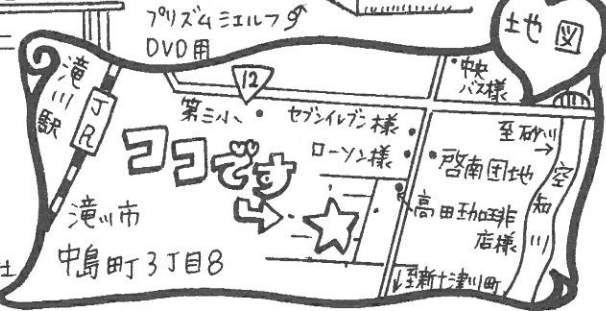 プリズムミエルフ
DVD用
地図
滝川駅
JR
12
中央バス様
第三小
セブンイレブン様
ローソン様
至砂川
啓南団地
空知川
ココです
高田珈琲店様
滝川市
中島町3丁目8
至新十津川町